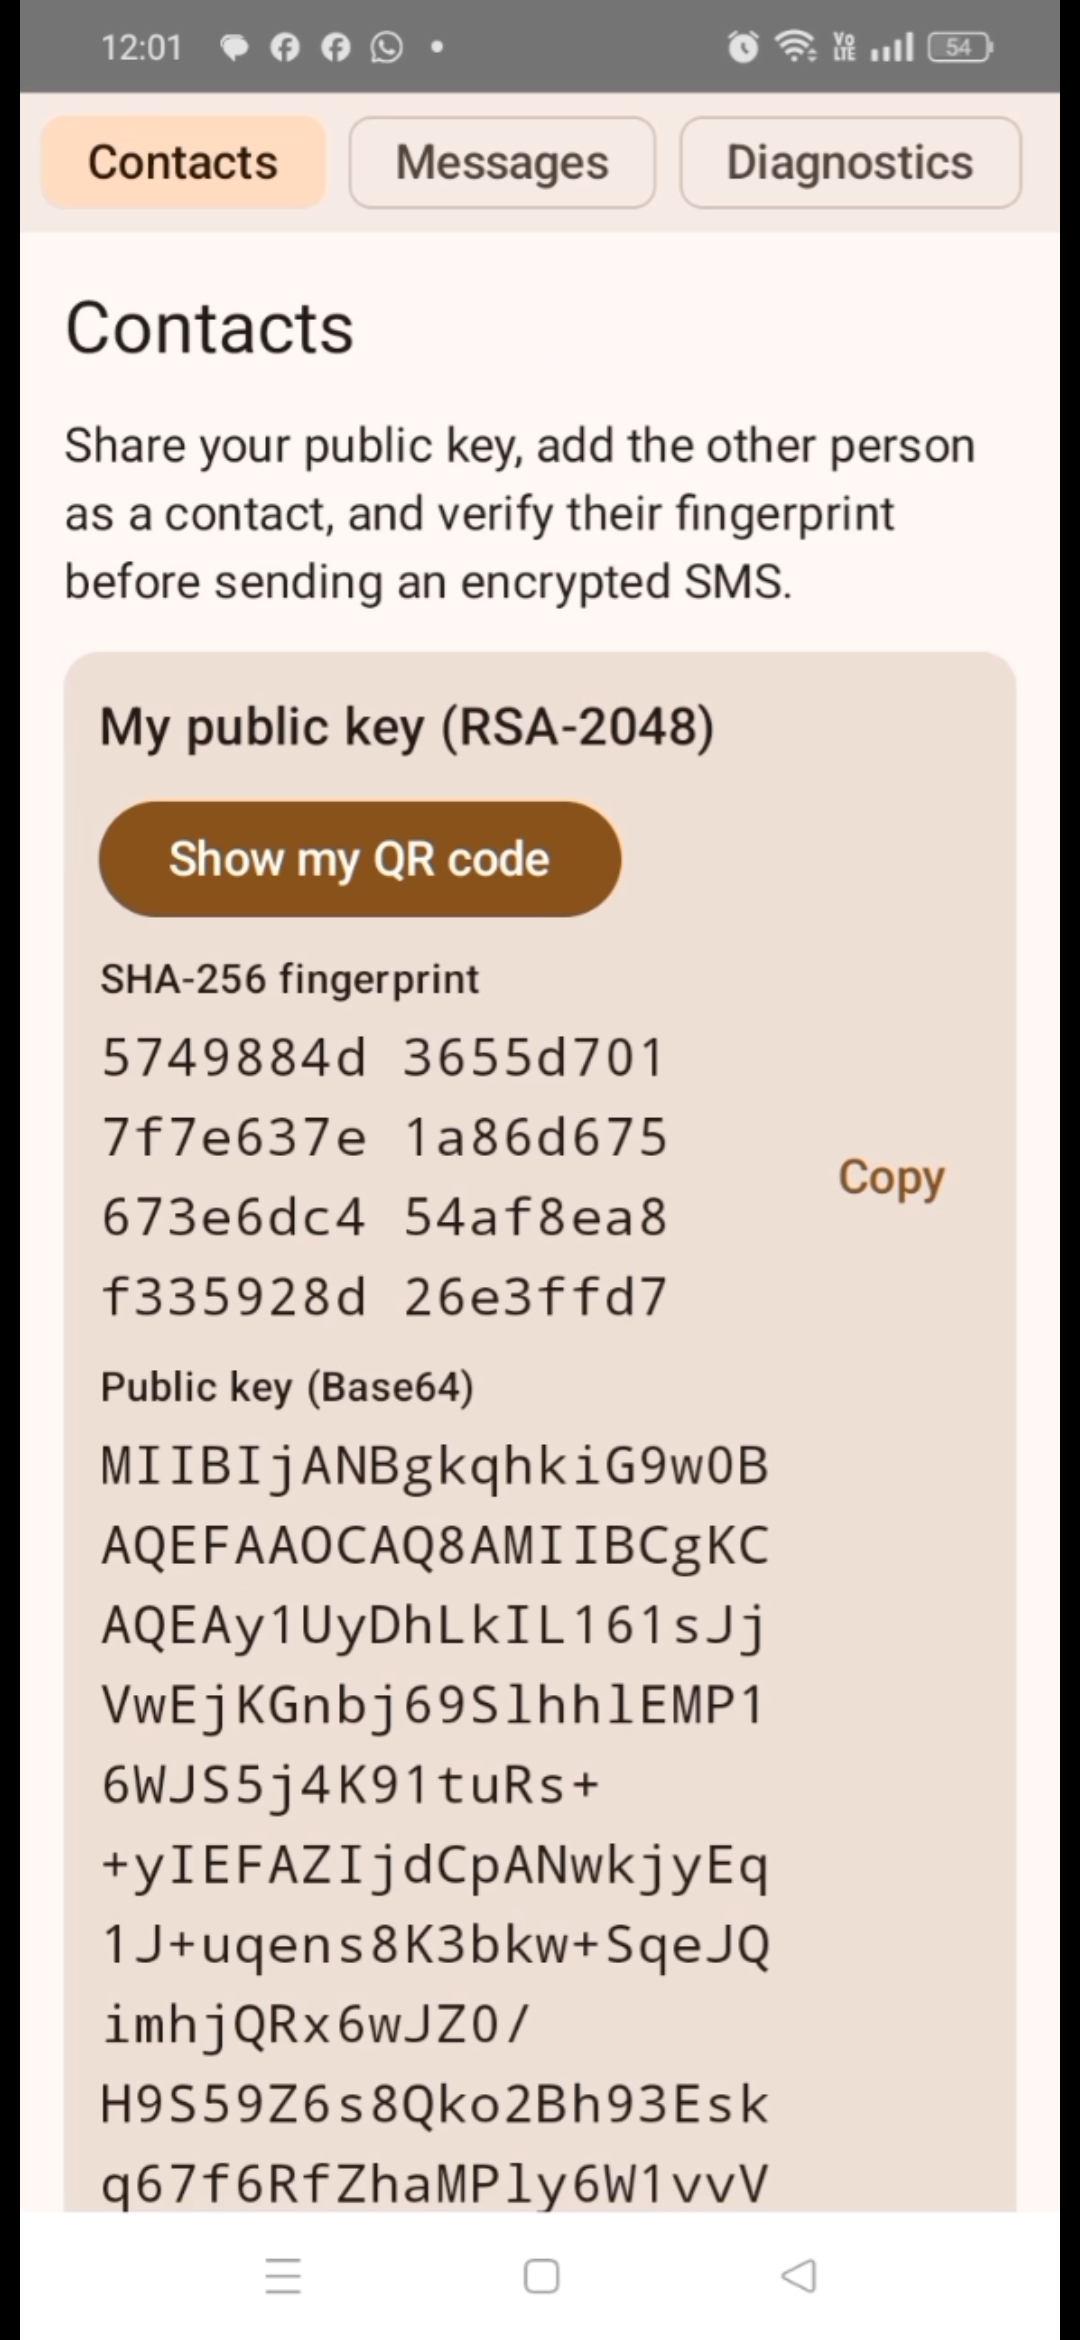 12:01
Vo LTE
54
Contacts Messages Diagnostics
Contacts
Share your public key, add the other person
as a contact, and verify their fingerprint
before sending an encrypted SMS.
My public key (RSA-2048)
Show my QR code
SHA-256 fingerprint
5749884d 3655d701
7f7e637e 1a86d675
Copy
673e6dc4 54af8ea8
f335928d 26e3ffd7
Public key (Base64)
MIIBIjANBgkqhkiG9w0B
AQEFAAOCAQ8AMIIBCgKC
AQEAy1UyDhLkIL161sJj
VwEjKGnbj69SlhhlEMP1
6WJS5j4K91tuRs+
+yIEFAZIjdCpANwkjyEq
1J+uqens8K3bkw+SqeJQ
imhjQRx6wJZ0/
H9S59Z6s8Qko2Bh93Esk
q67f6RfZhaMPly6W1vvV